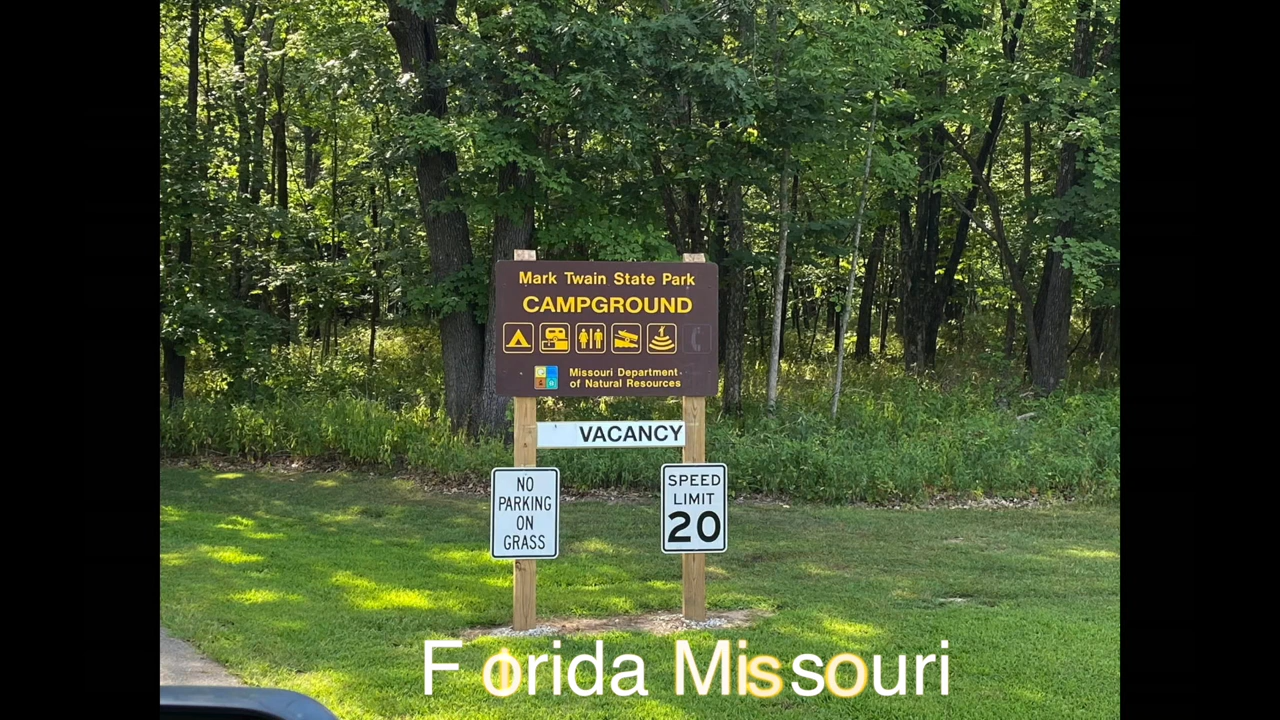 Mark Twain State Park
CAMPGROUND
Missouri Department
of Natural Resources
VACANCY
NO
PARKING
ON
GRASS
SPEED
LIMIT
20
Florida Missouri